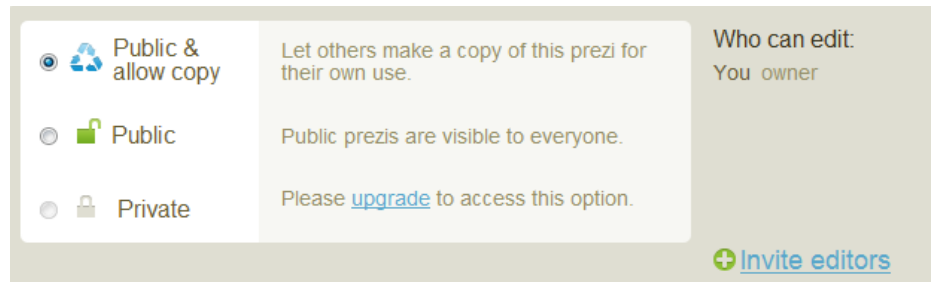 Public &
allow copy
Let others make a copy of this prezi for
their own use.
Public
Public prezis are visible to everyone.
Private
Please upgrade to access this option.
Who can edit:
You owner
Invite editors